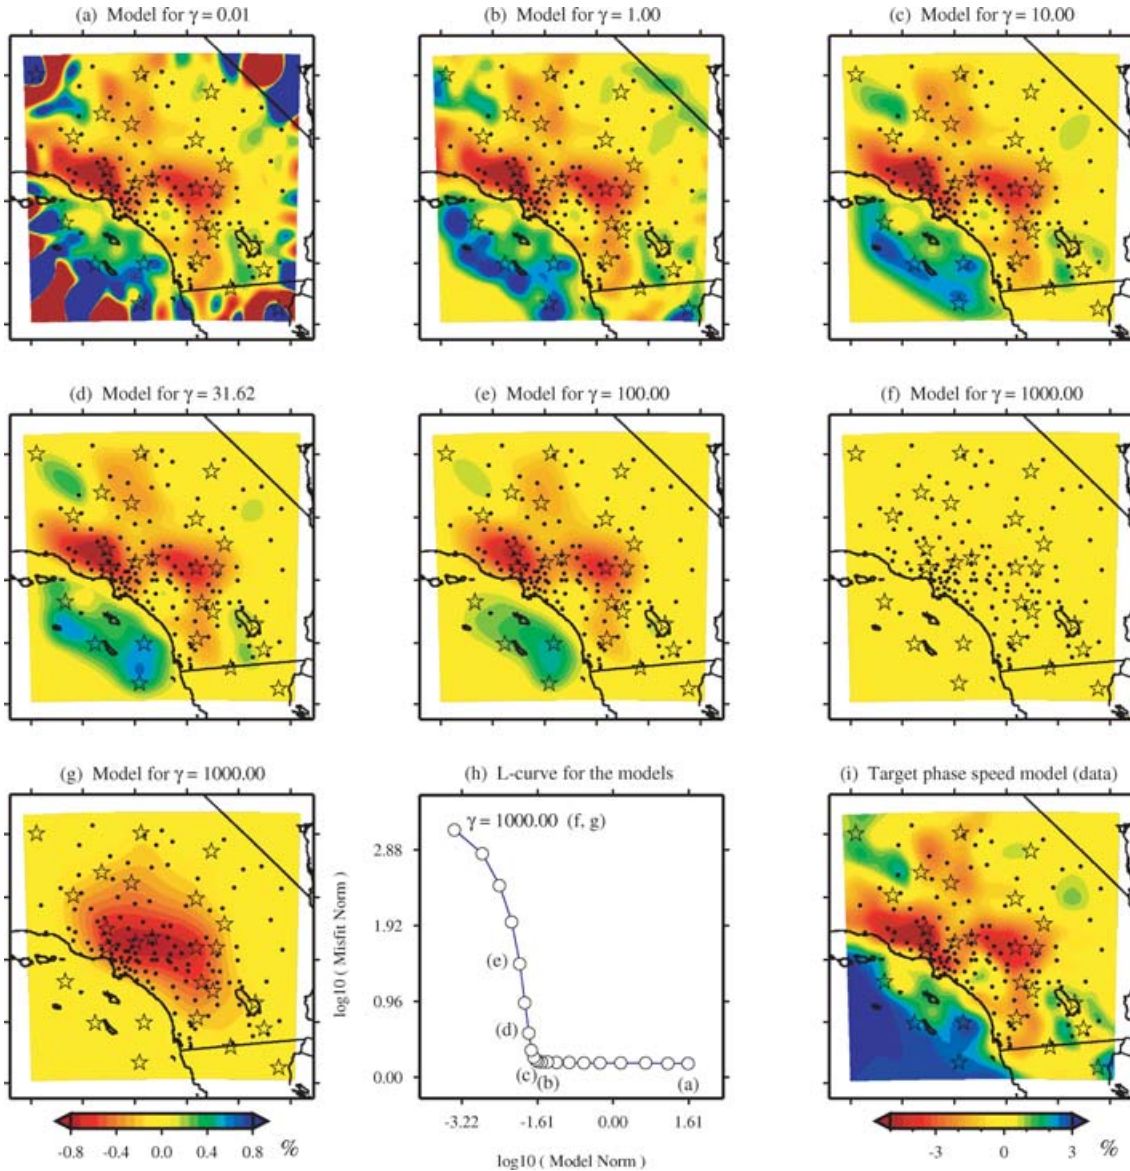 (a) Model for γ = 0.01
(b) Model for γ = 1.00
(c) Model for γ = 10.00
(d) Model for γ = 31.62
(e) Model for γ = 100.00
(f) Model for γ = 1000.00
(g) Model for γ = 1000.00
(h) L-curve for the models
(i) Target phase speed model (data)
γ = 1000.00 (f, g)
2.88
1.92
0.96
0.00
log10 ( Misfit Norm )
(e)
(d)
(c)
(b)
(a)
-3.22
-1.61
0.00
1.61
log10 ( Model Norm )
-0.8
-0.4
0.0
0.4
0.8
%
-3
0
3
%